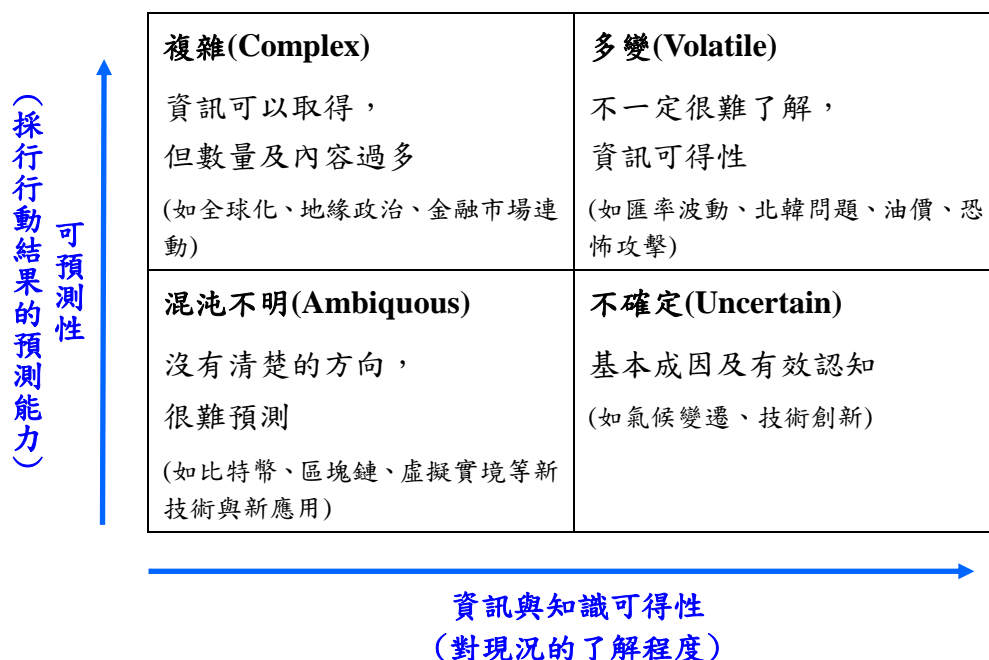 複雜(Complex)
資訊可以取得，
但數量及內容過多
(如全球化、地緣政治、金融市場連
動)
多變(Volatile)
不一定很難了解，
資訊可得性
(如匯率波動、北韓問題、油價、恐
怖攻擊)
可預測性
（採行行動結果的預測能力）
混沌不明(Ambiquous)
沒有清楚的方向，
很難預測
(如比特幣、區塊鏈、虛擬實境等新
技術與新應用)
不確定(Uncertain)
基本成因及有效認知
(如氣候變遷、技術創新)
資訊與知識可得性
（對現況的了解程度）